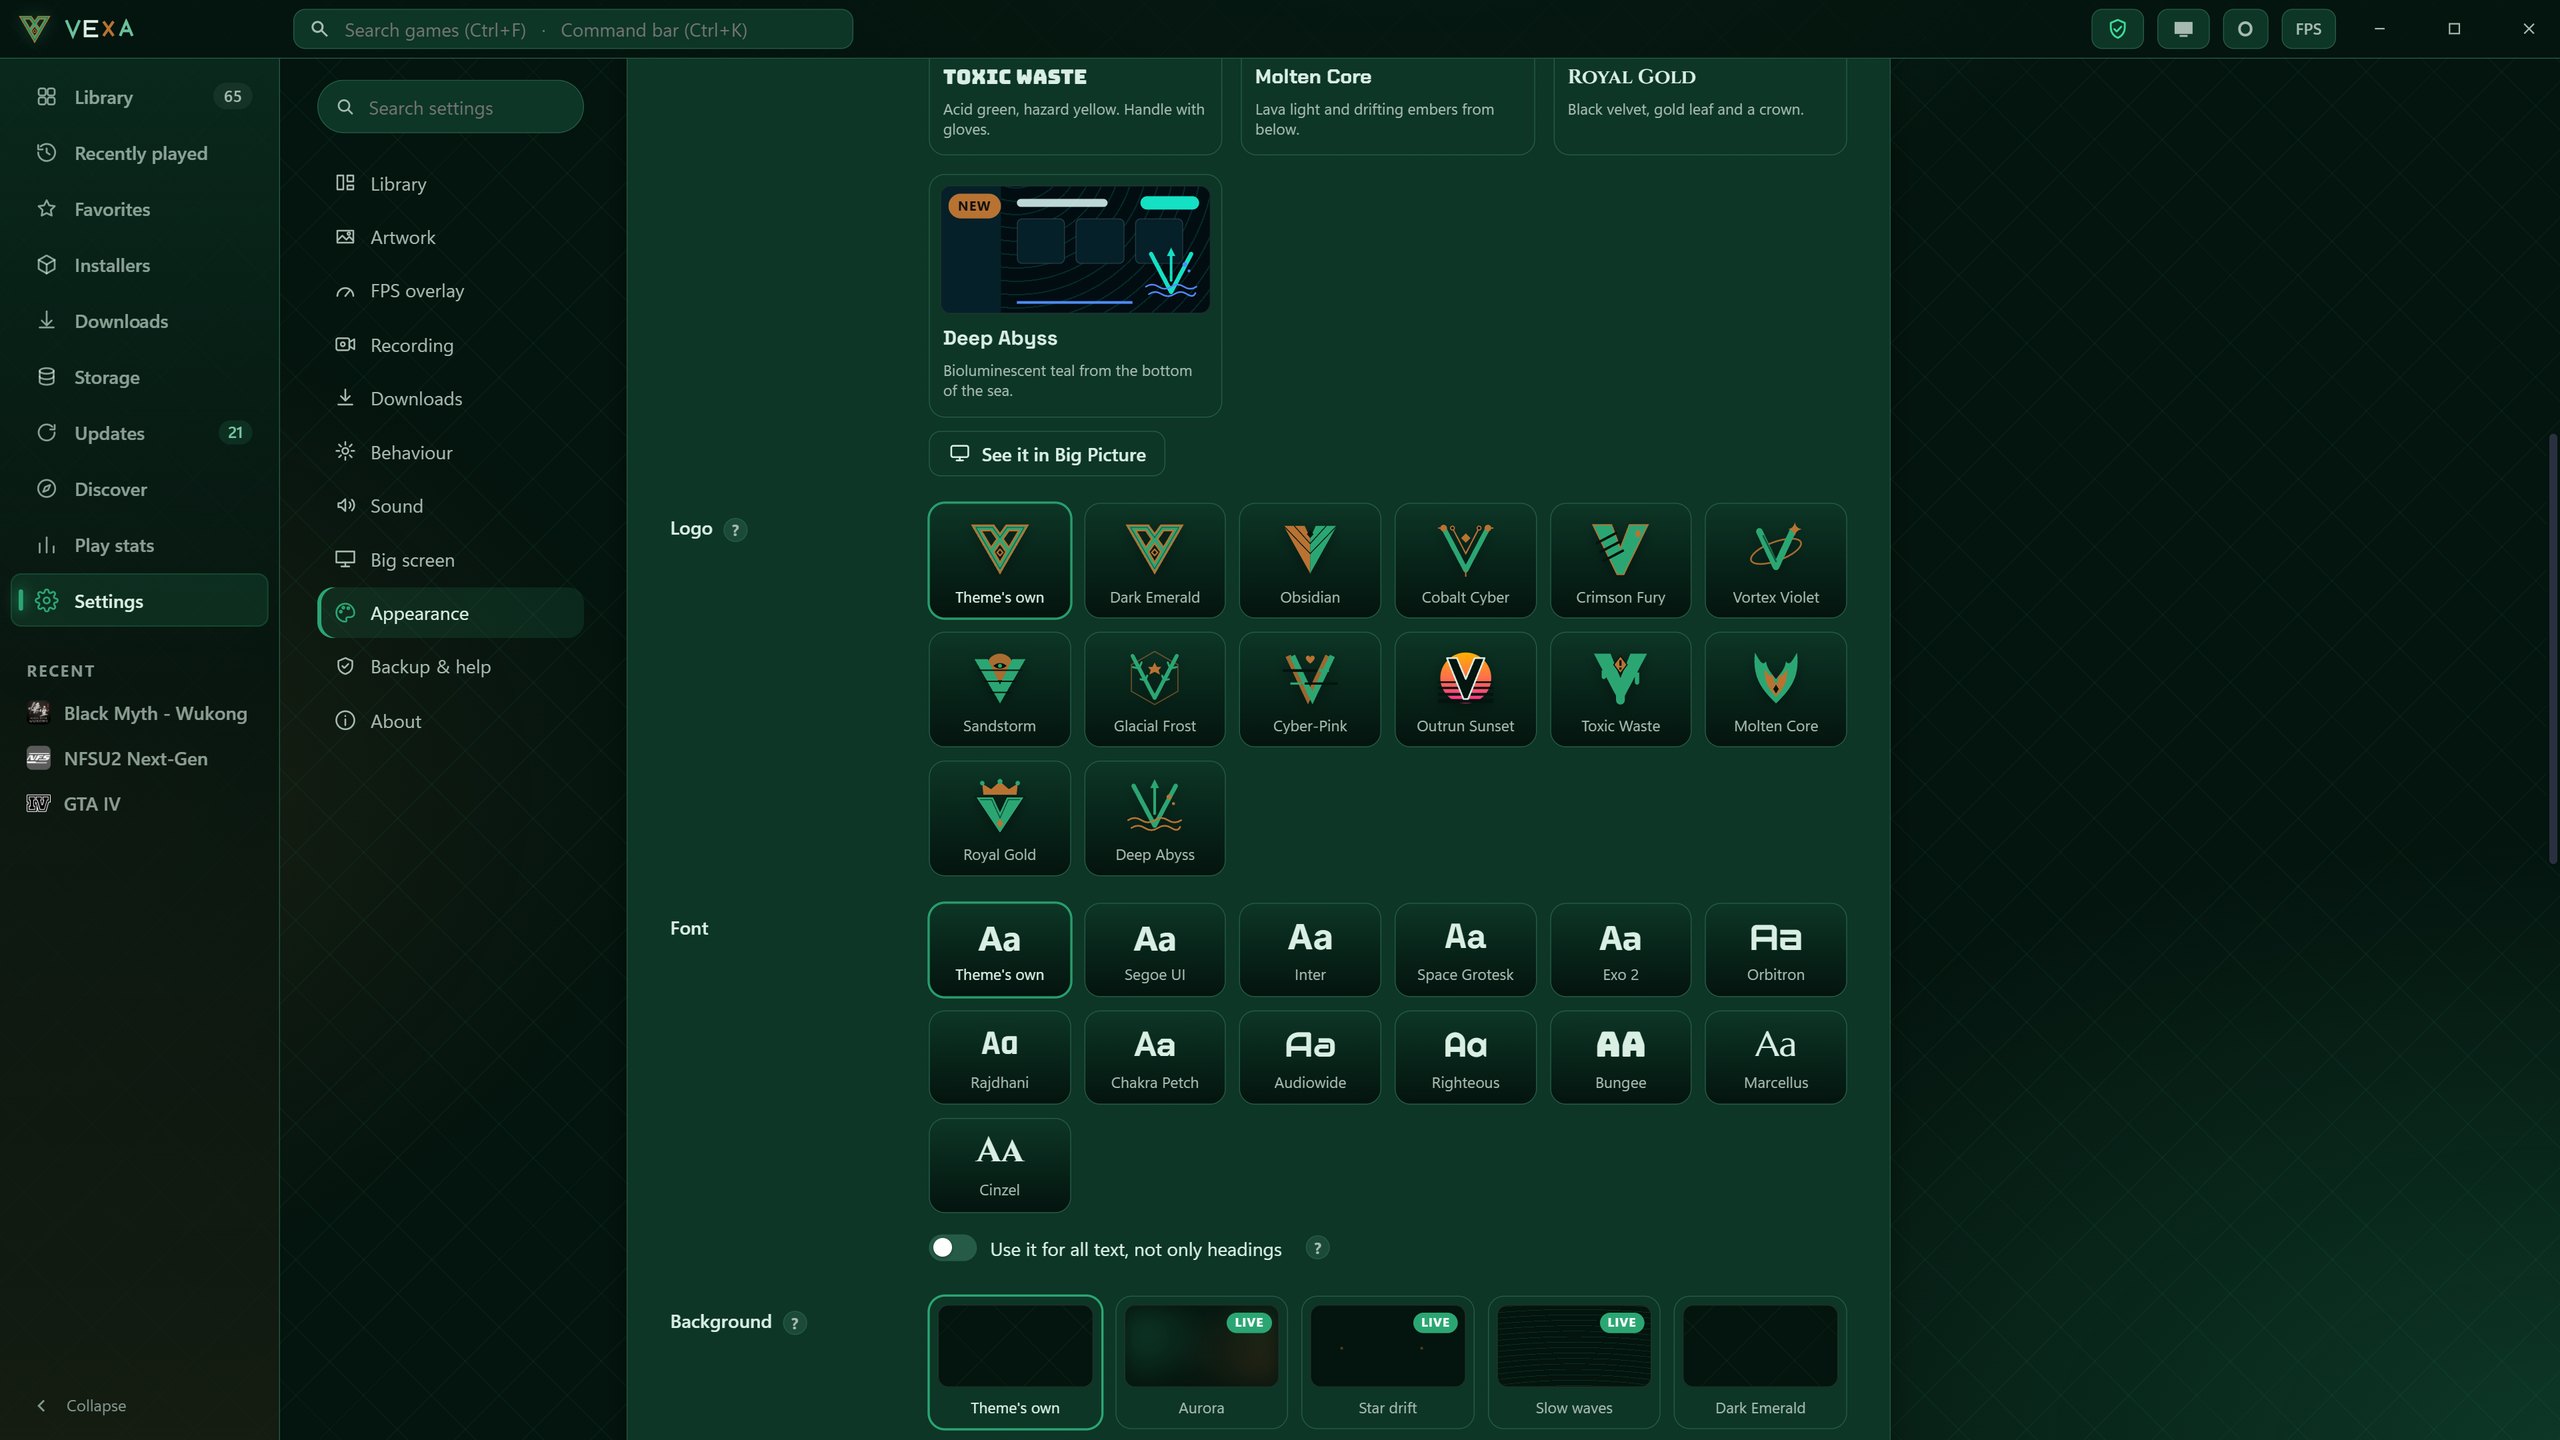 VEXA
Search games (Ctrl+F) · Command bar (Ctrl+K)
FPS
Library 65
Recently played
Favorites
Installers
Downloads
Storage
Updates 21
Discover
Play stats
Settings
RECENT
Black Myth - Wukong
NFSU2 Next-Gen
GTA IV
Collapse
Search settings
Library
Artwork
FPS overlay
Recording
Downloads
Behaviour
Sound
Big screen
Appearance
Backup & help
About
TOXIC WASTE
Acid green, hazard yellow. Handle with
gloves.
Molten Core
Lava light and drifting embers from
below.
ROYAL GOLD
Black velvet, gold leaf and a crown.
NEW
Deep Abyss
Bioluminescent teal from the bottom
of the sea.
See it in Big Picture
Logo ?
Theme's own
Dark Emerald
Obsidian
Cobalt Cyber
Crimson Fury
Vortex Violet
Sandstorm
Glacial Frost
Cyber-Pink
Outrun Sunset
Toxic Waste
Molten Core
Royal Gold
Deep Abyss
Font
Aa
Theme's own
Aa
Segoe UI
Aa
Inter
Aa
Space Grotesk
Aa
Exo 2
Aa
Orbitron
Aa
Rajdhani
Aa
Chakra Petch
Aa
Audiowide
Aa
Righteous
AA
Bungee
Aa
Marcellus
AA
Cinzel
Use it for all text, not only headings ?
Background ?
Theme's own
LIVE
Aurora
LIVE
Star drift
LIVE
Slow waves
Dark Emerald